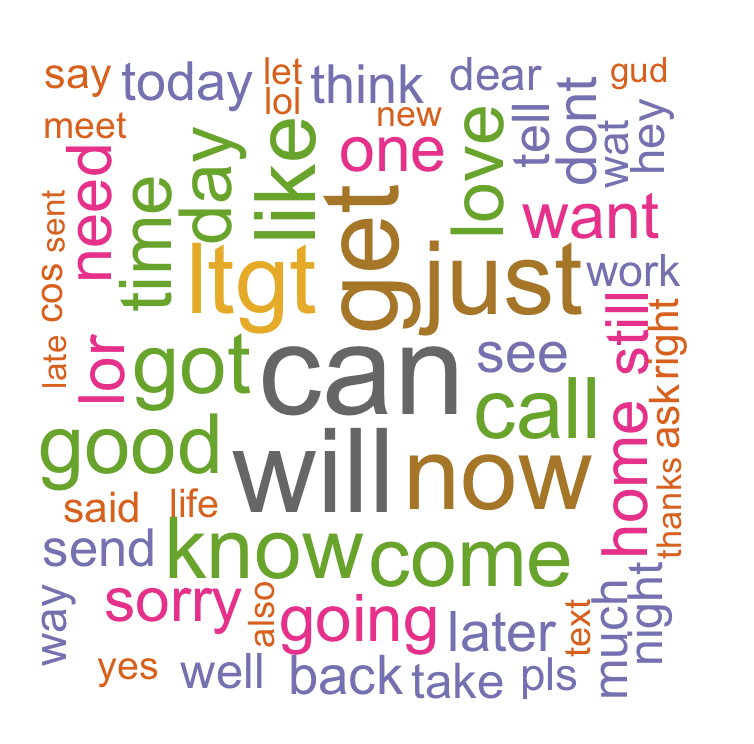 say today let think dear gud
lol
meet new
need time day like get one love tell dont wat hey
want
ltgt just work
cos sent
late lor got can see still right
good will call home ask thanks
now
said life
send know come
way sorry also going later text much night
yes well back take pls